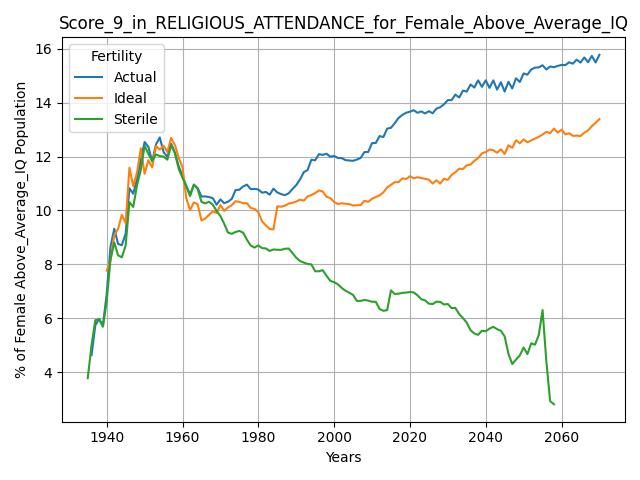 Score_9_in_RELIGIOUS_ATTENDANCE_for_Female_Above_Average_IQ
% of Female Above_Average_IQ Population
16
14
12
10
8
6
4
Fertility
Actual
Ideal
Sterile
1940
1960
1980
2000
2020
2040
2060
Years